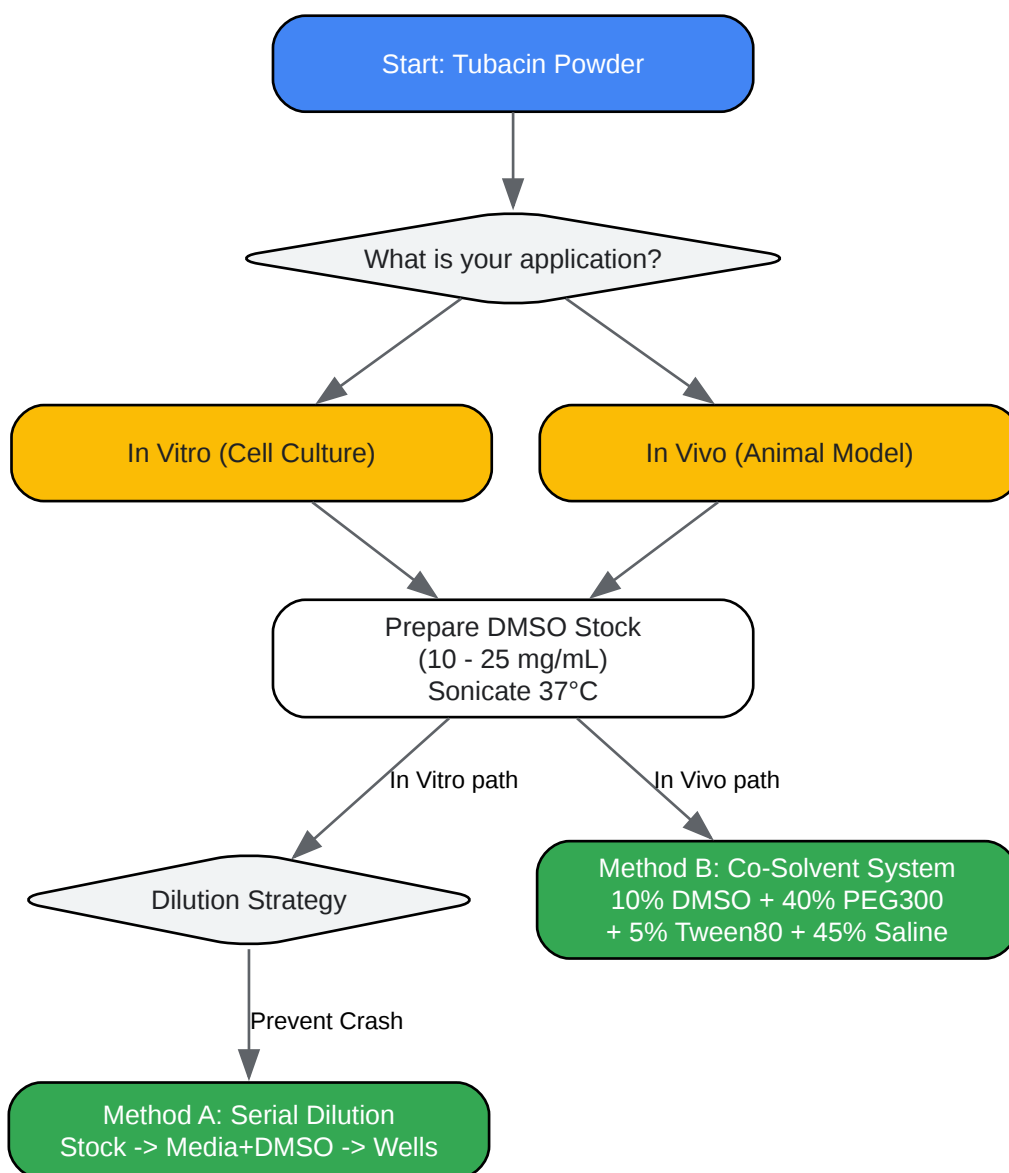 Start: Tubacin Powder
What is your application?
In Vitro (Cell Culture)
In Vivo (Animal Model)
Prepare DMSO Stock
(10 - 25 mg/mL)
Sonicate 37°C
In Vitro path
In Vivo path
Dilution Strategy
Method B: Co-Solvent System
10% DMSO + 40% PEG300
+ 5% Tween80 + 45% Saline
Prevent Crash
Method A: Serial Dilution
Stock -> Media+DMSO -> Wells